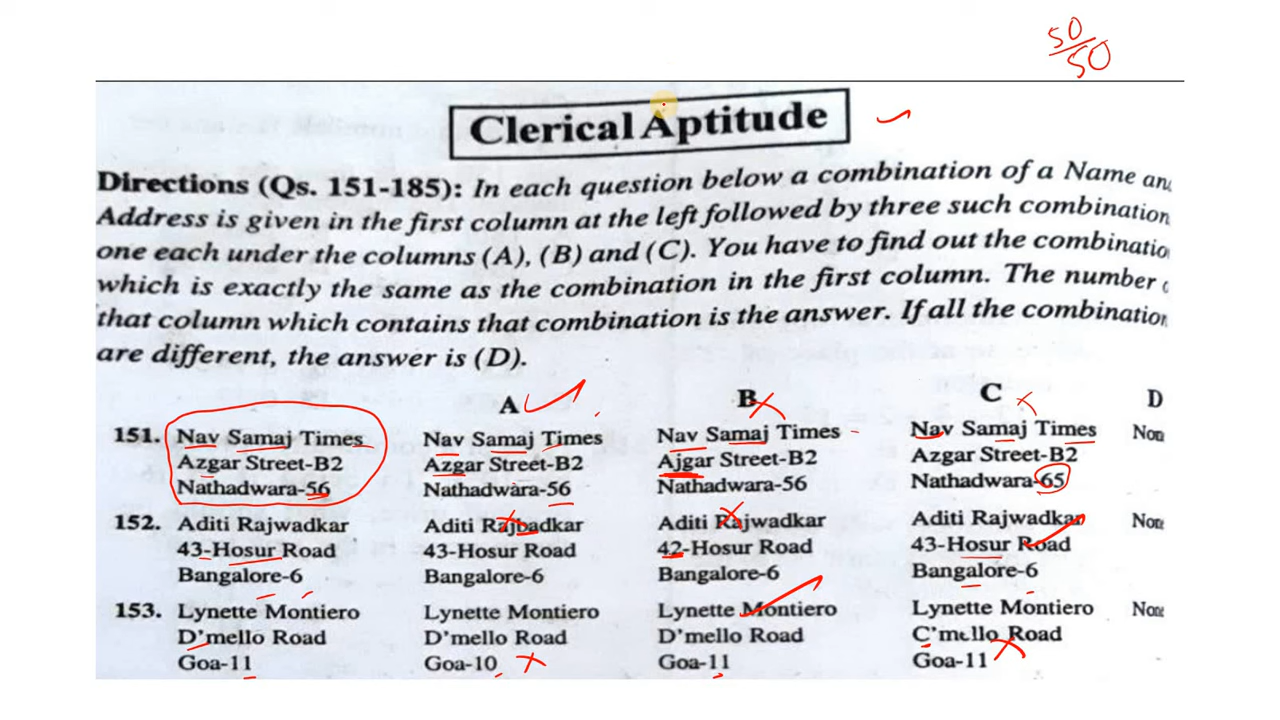 50/50
Clerical Aptitude
Directions (Qs. 151-185): In each question below a combination of a Name an
Address is given in the first column at the left followed by three such combination
one each under the columns (A), (B) and (C). You have to find out the combinatio
which is exactly the same as the combination in the first column. The number
that column which contains that combination is the answer. If all the combination
are different, the answer is (D).
A B C D
151. Nav Samaj Times Nav Samaj Times Nav Samaj Times Nav Samaj Times Non
Azgar Street-B2 Azgar Street-B2 Ajgar Street-B2 Azgar Street-B2
Nathadwara-56 Nathadwara-56 Nathadwara-56 Nathadwara-65
152. Aditi Rajwadkar Aditi Rajbadkar Aditi Rajwadkar Aditi Rajwadkar Non
43-Hosur Road 43-Hosur Road 42-Hosur Road 43-Hosur Road
Bangalore-6 Bangalore-6 Bangalore-6 Bangalore-6
153. Lynette Montiero Lynette Montiero Lynette Montiero Lynette Montiero Non
D'mello Road D'mello Road D'mello Road C'mello Road
Goa-11 Goa-10 Goa-11 Goa-11